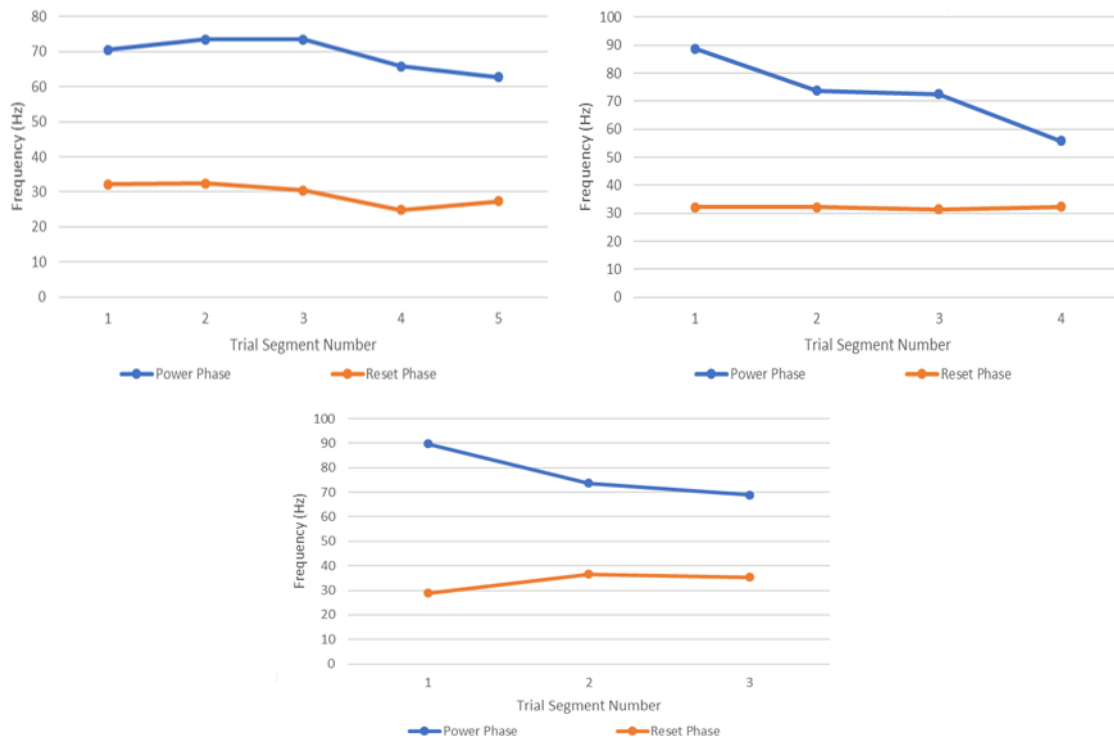 80
70
60
50
40
30
20
10
0
Frequency (Hz)
1 2 3 4 5
Trial Segment Number
Power Phase Reset Phase
100
90
80
70
60
50
40
30
20
10
0
Frequency (Hz)
1 2 3 4
Trial Segment Number
Power Phase Reset Phase
100
90
80
70
60
50
40
30
20
10
0
Frequency (Hz)
1 2 3
Trial Segment Number
Power Phase Reset Phase